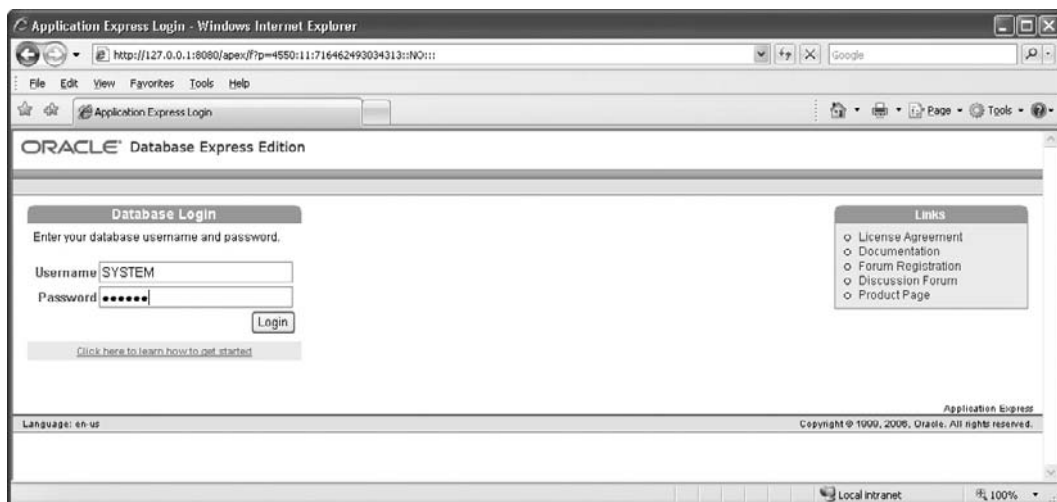 Application Express Login - Windows Internet Explorer
http://127.0.0.1:8080/apex/f?p=4550:11:716462493034313::NO:::
Google
File Edit View Favorites Tools Help
Application Express Login
Page Tools
ORACLE Database Express Edition
Database Login
Enter your database username and password.
Username SYSTEM
Password ●●●●●●
Login
Click here to learn how to get started
Links
License Agreement
Documentation
Forum Registration
Discussion Forum
Product Page
Application Express
Language: en-us
Copyright © 1999, 2006, Oracle. All rights reserved.
Local intranet
100%